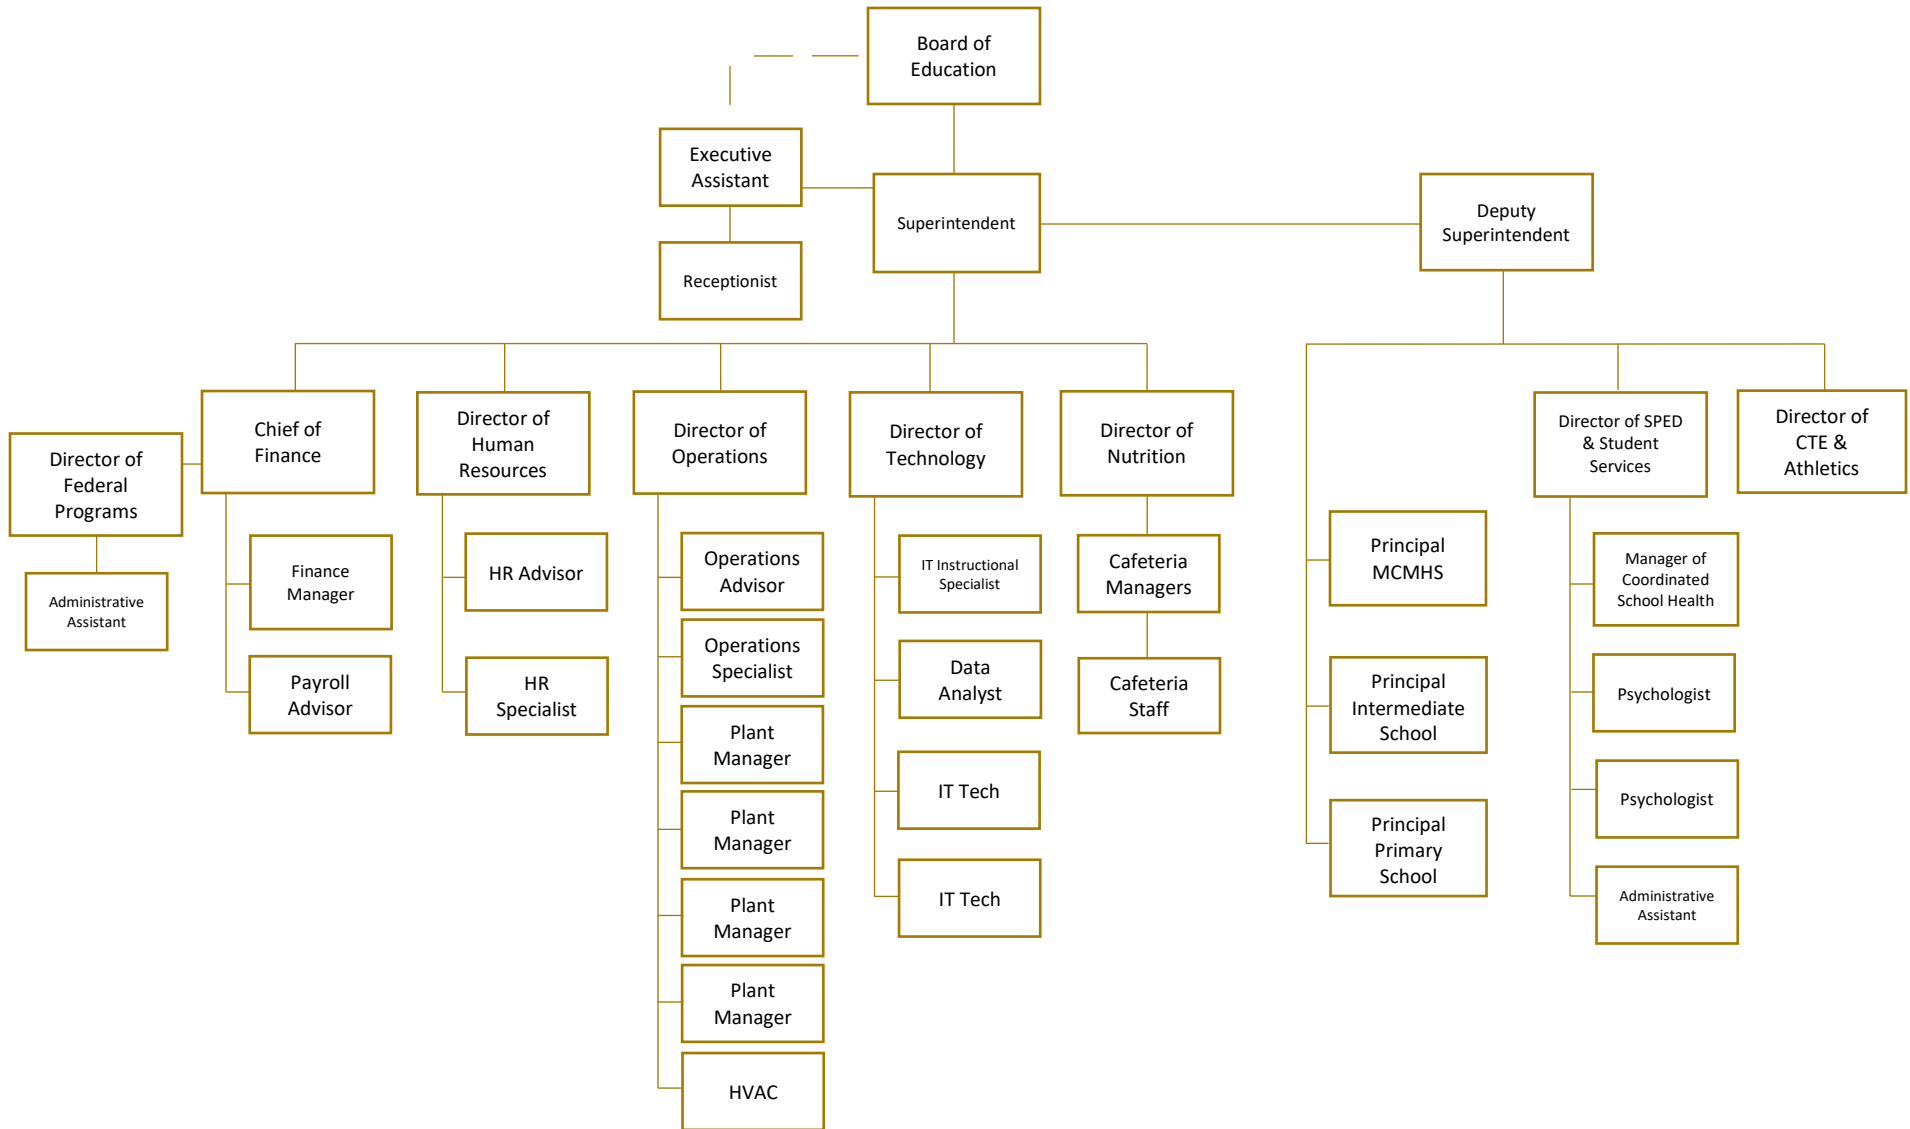 Board of
Education
Executive
Assistant
Superintendent
Deputy
Superintendent
Receptionist
Chief of
Finance
Director of
Human
Resources
Director of
Operations
Director of
Technology
Director of
Nutrition
Director of SPED
& Student
Services
Director of
CTE &
Athletics
Director of
Federal
Programs
Administrative
Assistant
Finance
Manager
Payroll
Advisor
HR Advisor
HR
Specialist
Operations
Advisor
Operations
Specialist
Plant
Manager
Plant
Manager
Plant
Manager
Plant
Manager
HVAC
IT Instructional
Specialist
Data
Analyst
IT Tech
IT Tech
Cafeteria
Managers
Cafeteria
Staff
Principal
MCMHS
Principal
Intermediate
School
Principal
Primary
School
Manager of
Coordinated
School Health
Psychologist
Psychologist
Administrative
Assistant